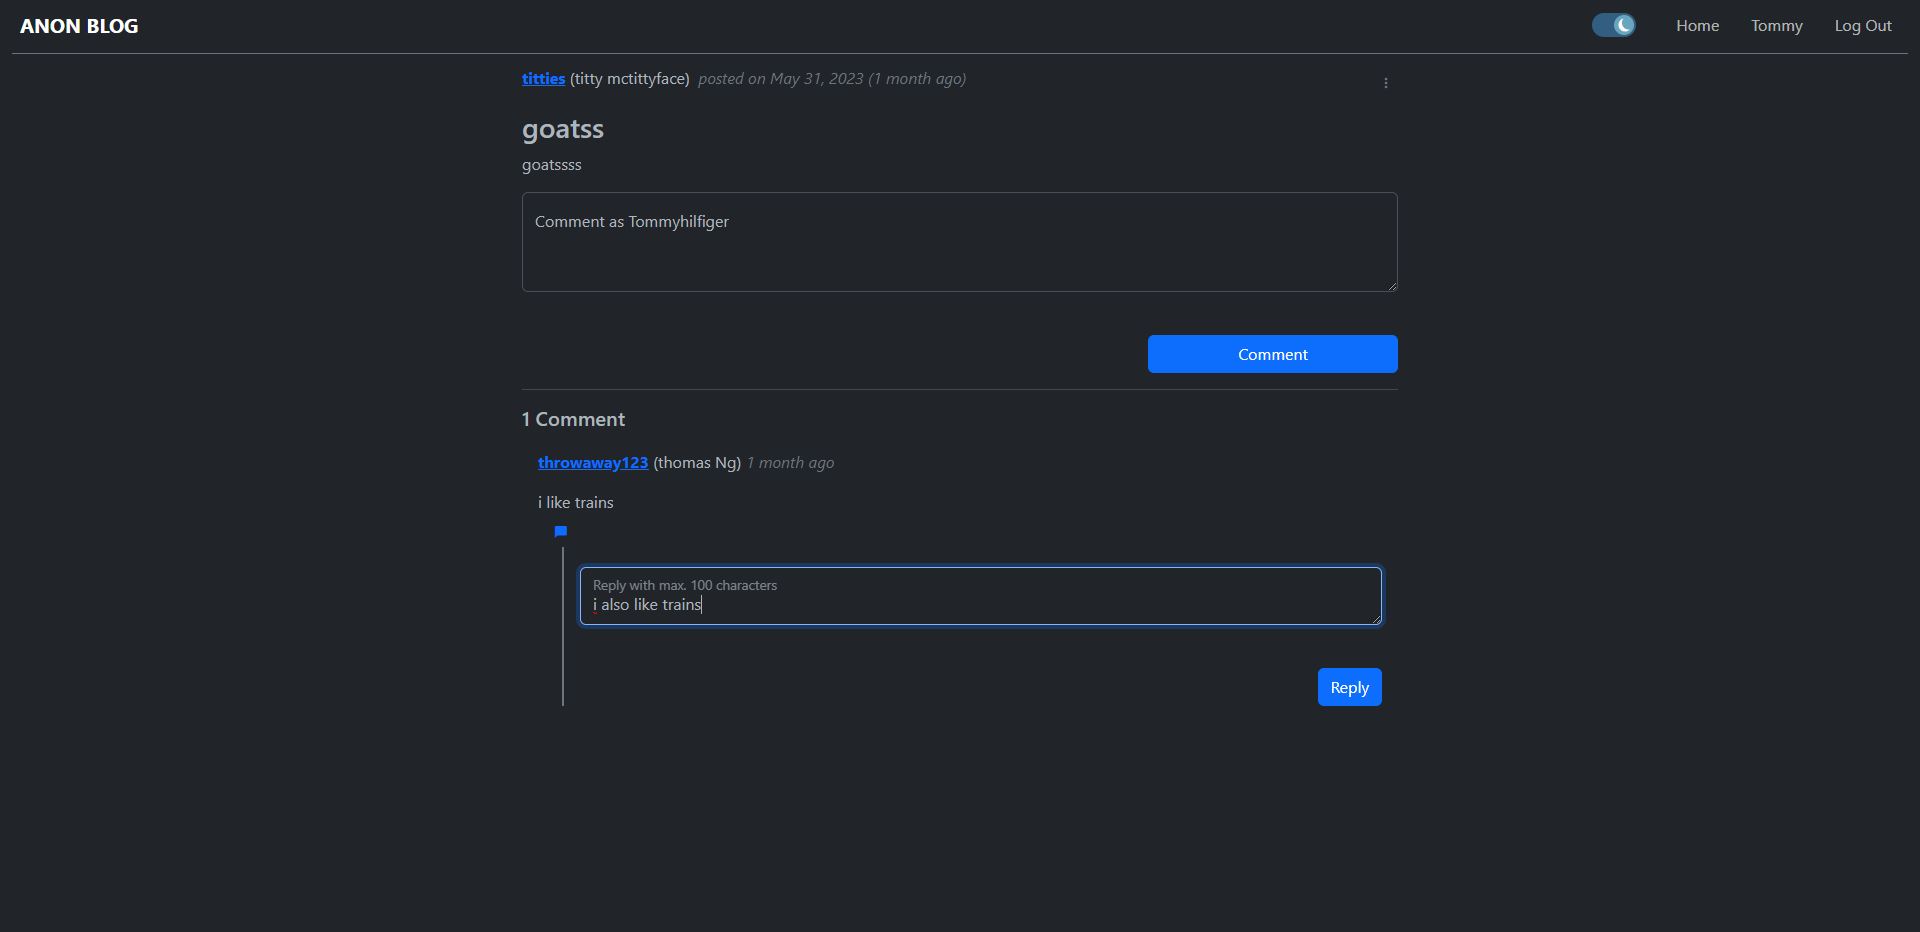 ANON BLOG
Home Tommy Log Out
titties (titty mctittyface) posted on May 31, 2023 (1 month ago)
goatss
goatssss
Comment as Tommyhilfiger
Comment
1 Comment
throwaway123 (thomas Ng) 1 month ago
i like trains
Reply with max. 100 characters
i also like trains
Reply